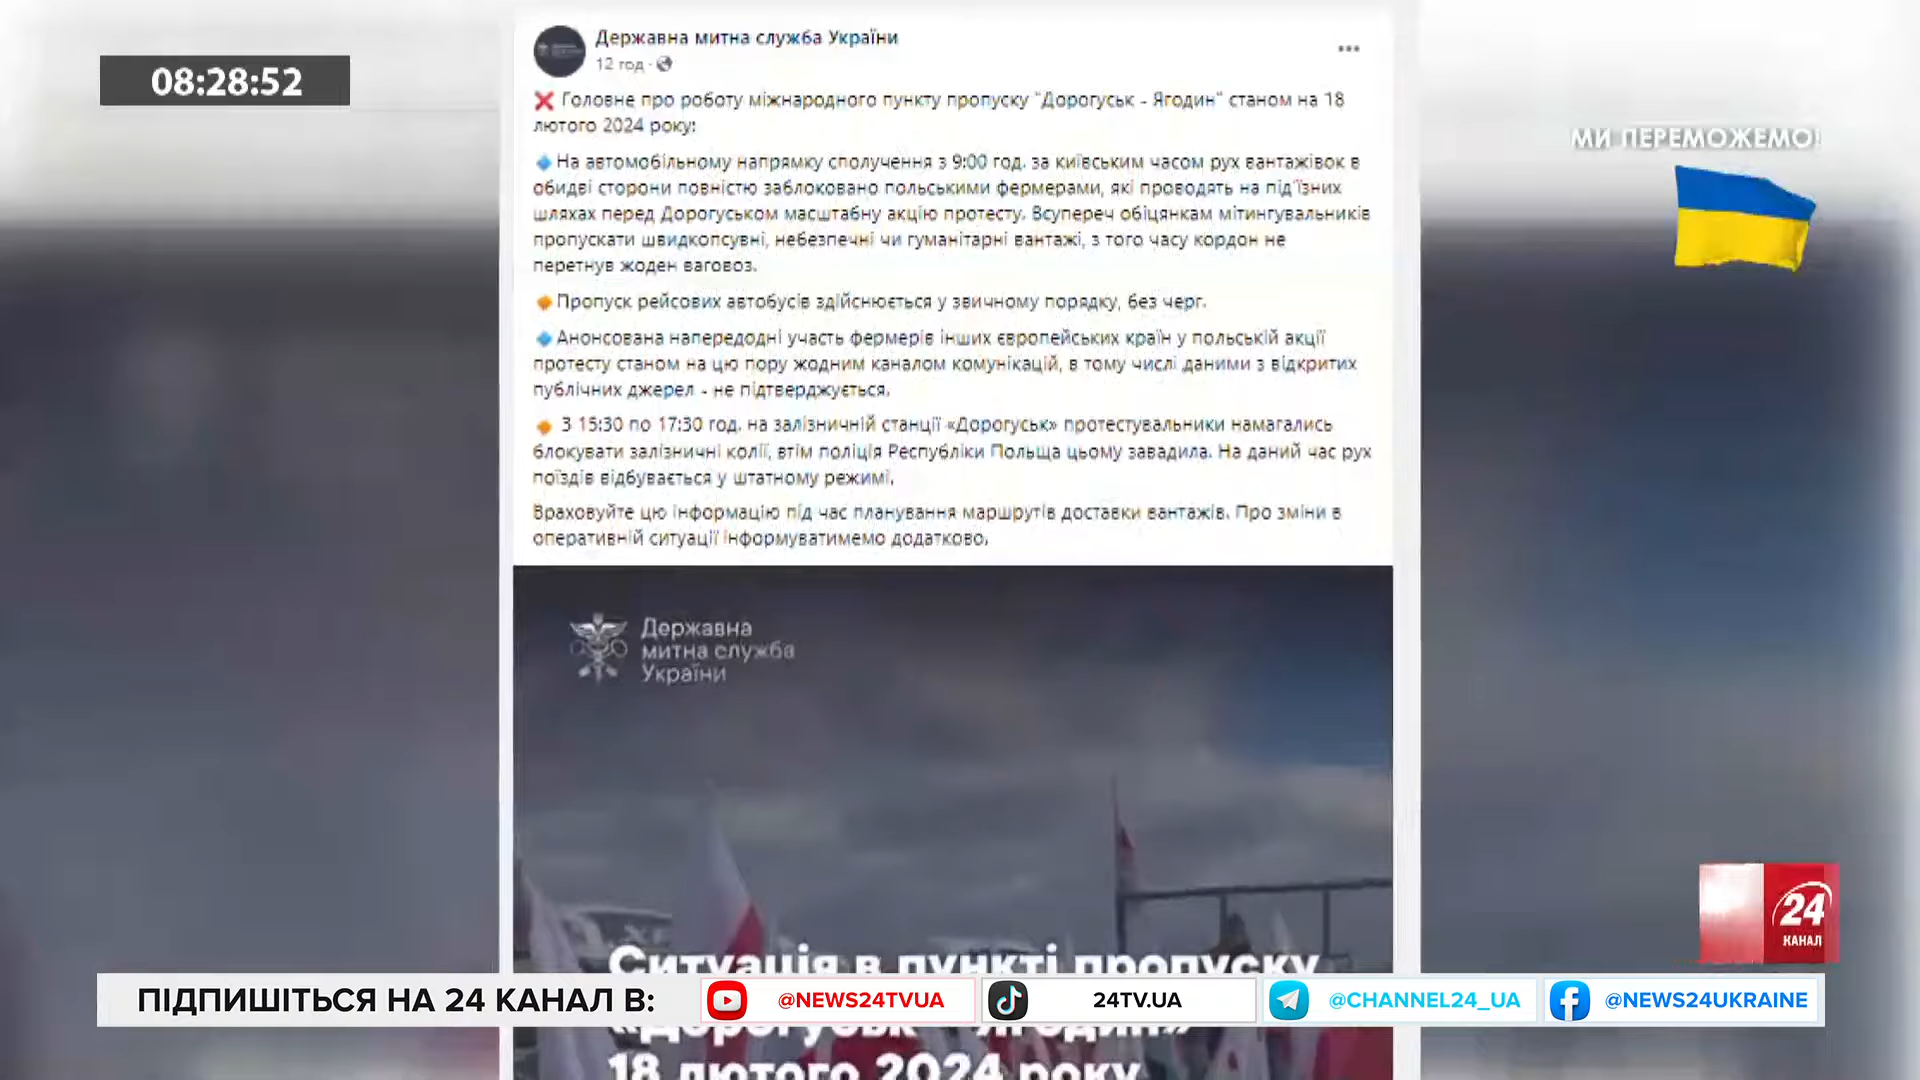 08:28:52
Державна митна служба України
12 год ·
Головне про роботу міжнародного пункту пропуску "Дорогуськ - Ягодин" станом на 18
лютого 2024 року:
На автомобільному напрямку сполучення з 9:00 год. за київським часом рух вантажівок в
обидві сторони повністю заблоковано польськими фермерами, які проводять на під'їзних
шляхах перед Дорогуськом масштабну акцію протесту. Всупереч обіцянкам мітингувальників
пропускати швидкопсувні, небезпечні чи гуманітарні вантажі, з того часу кордон не
перетнув жоден ваговоз.
Пропуск рейсових автобусів здійснюється у звичному порядку, без черг.
Анонсована напередодні участь фермерів інших європейських країн у польській акції
протесту станом на цю пору жодним каналом комунікацій, в тому числі даними з відкритих
публічних джерел - не підтверджується.
З 15:30 по 17:30 год. на залізничній станції «Дорогуськ» протестувальники намагались
блокувати залізничні колії, втім поліція Республіки Польща цьому завадила. На даний час рух
поїздів відбувається у штатному режимі.
Враховуйте цю інформацію під час планування маршрутів доставки вантажів. Про зміни в
оперативній ситуації інформуватимемо додатково.
Державна
митна служба
України
Ситуація в пункті пропуску
«Дорогуськ - Ягодин»
18 лютого 2024 року
МИ ПЕРЕМОЖЕМО!
24
КАНАЛ
ПІДПИШІТЬСЯ НА 24 КАНАЛ В:
@NEWS24TVUA
24TV.UA
@CHANNEL24_UA
@NEWS24UKRAINE